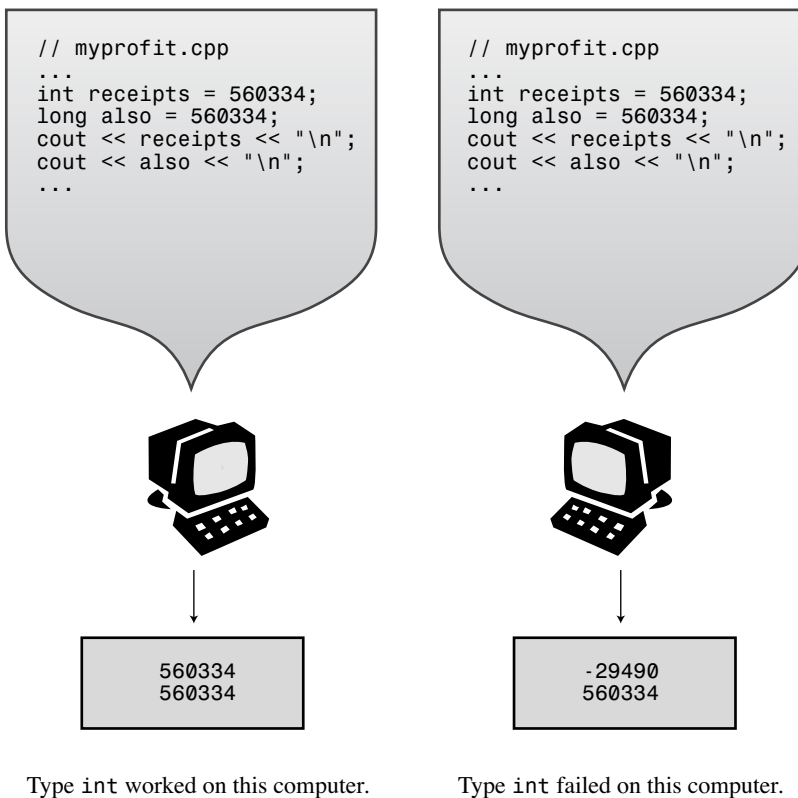 // myprofit.cpp
...
int receipts = 560334;
long also = 560334;
cout << receipts << "\n";
cout << also << "\n";
...
560334
560334
Type int worked on this computer.
// myprofit.cpp
...
int receipts = 560334;
long also = 560334;
cout << receipts << "\n";
cout << also << "\n";
...
-29490
560334
Type int failed on this computer.